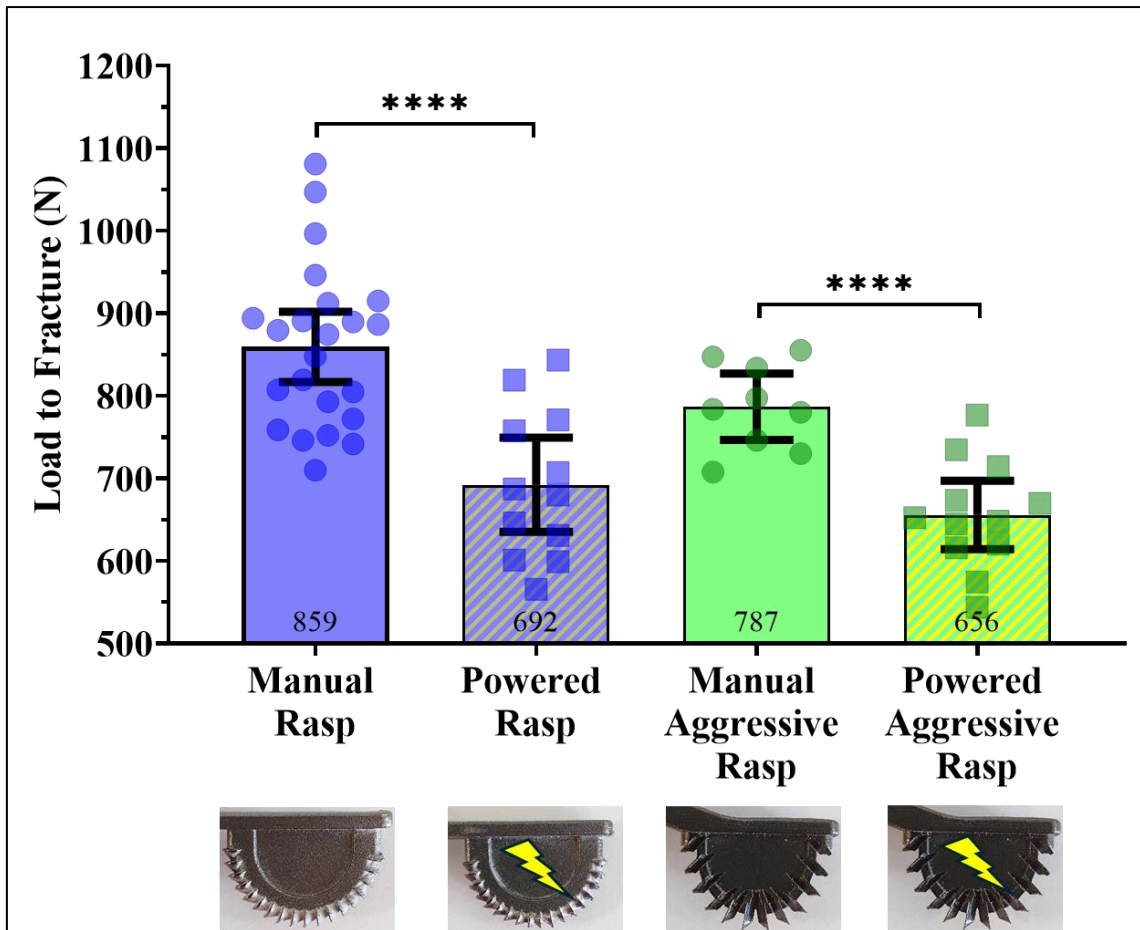 1200
1100
1000
900
800
700
600
500
Load to Fracture (N)
****
****
859
692
787
656
Manual
Rasp
Powered
Rasp
Manual
Aggressive
Rasp
Powered
Aggressive
Rasp